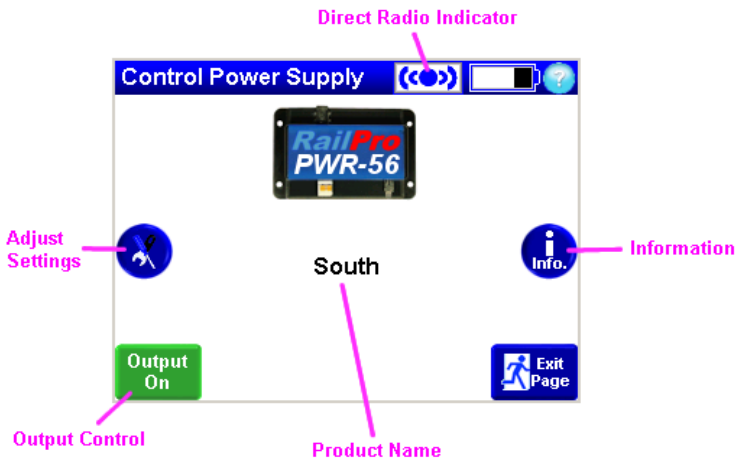 Direct Radio Indicator
Control Power Supply
?
RailPro
PWR-56
Adjust
Settings
i
Info.
Information
South
Output
On
Exit
Page
Output Control
Product Name